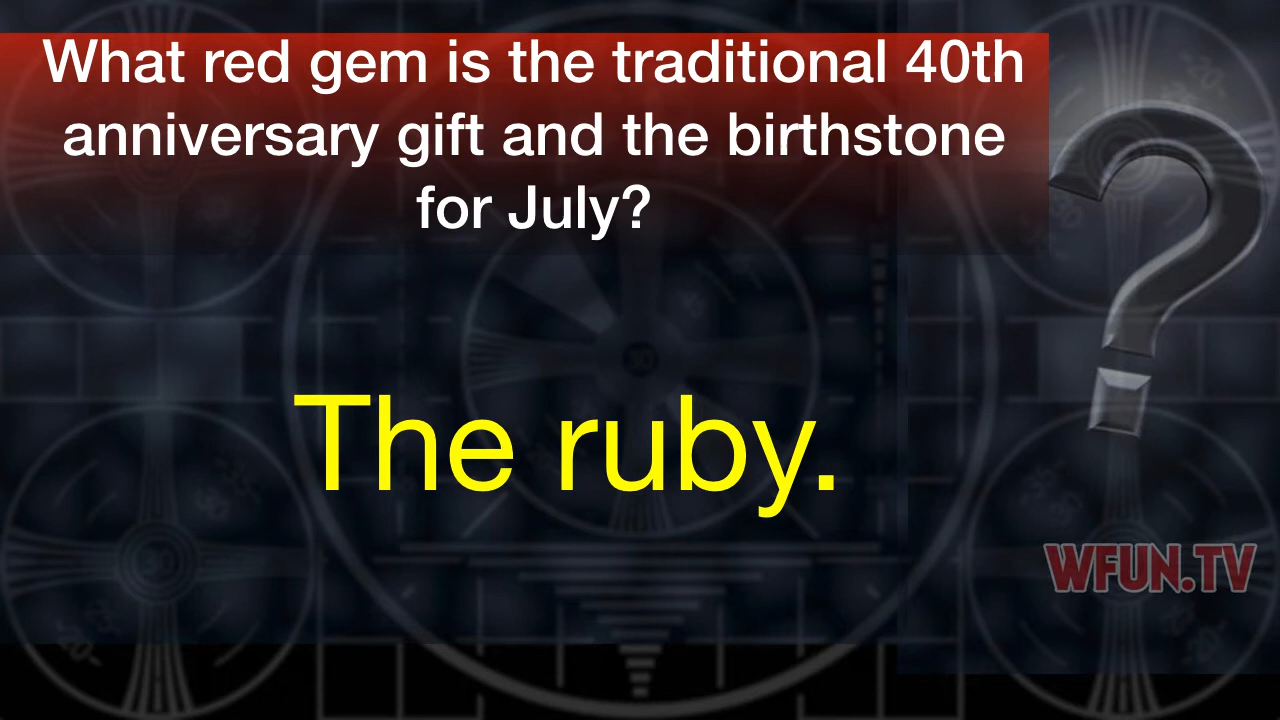 What red gem is the traditional 40th
anniversary gift and the birthstone
for July?
?
The ruby.
WFUN.TV